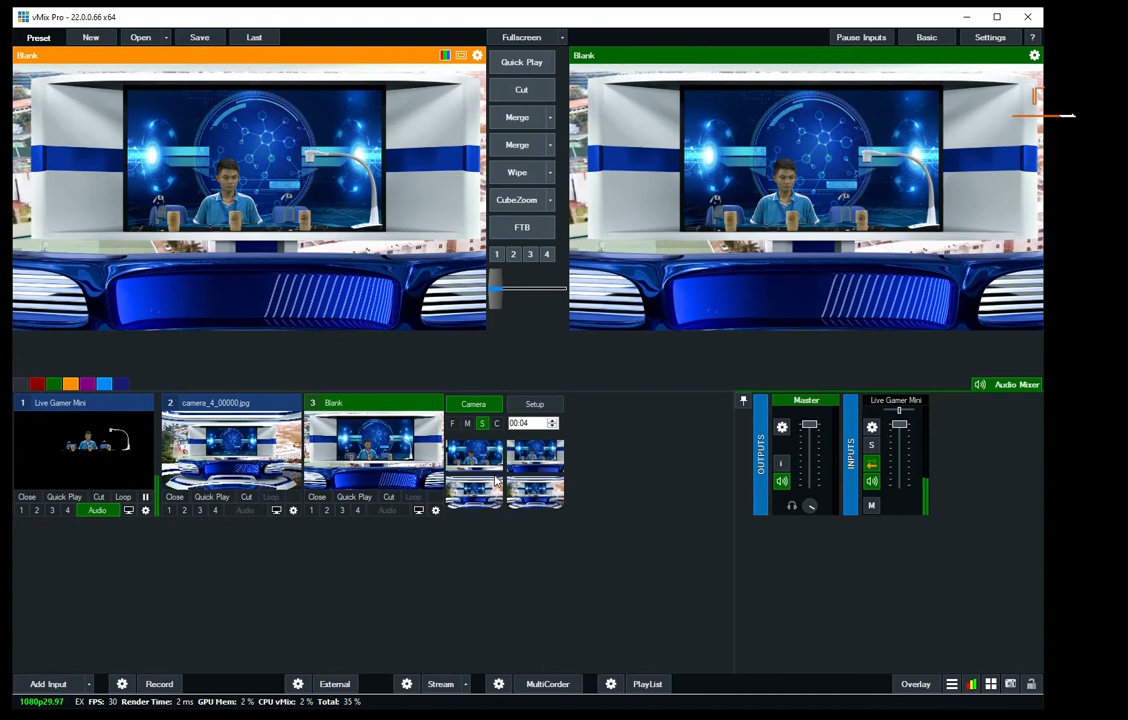 vMix Pro - 22.0.0.66 x64
Preset New Open Save Last Fullscreen Pause Inputs Basic Settings ?
Blank
Blank
Quick Play
Cut
Merge
Merge
Wipe
CubeZoom
FTB
1 2 3 4
Audio Mixer
1 Live Gamer Mini
2 camera_4_00000.jpg
3 Blank
Camera Setup
F M S C 00:04
Close Quick Play Cut Loop
1 2 3 4 Audio
Close Quick Play Cut Loop
1 2 3 4 Audio
Close Quick Play Cut Loop
1 2 3 4 Audio
OUTPUTS
Master
i
INPUTS
Live Gamer Mini
S
M
Add Input Record External Stream MultiCorder PlayList Overlay
1080p29.97 EX FPS: 30 Render Time: 2 ms GPU Mem: 2 % CPU vMix: 2 % Total: 35 %